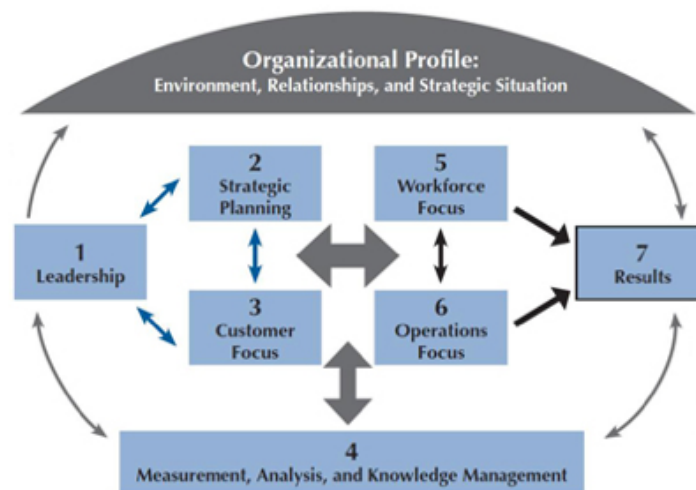 Organizational Profile:
Environment, Relationships, and Strategic Situation
2
Strategic
Planning
5
Workforce
Focus
1
Leadership
7
Results
3
Customer
Focus
6
Operations
Focus
4
Measurement, Analysis, and Knowledge Management